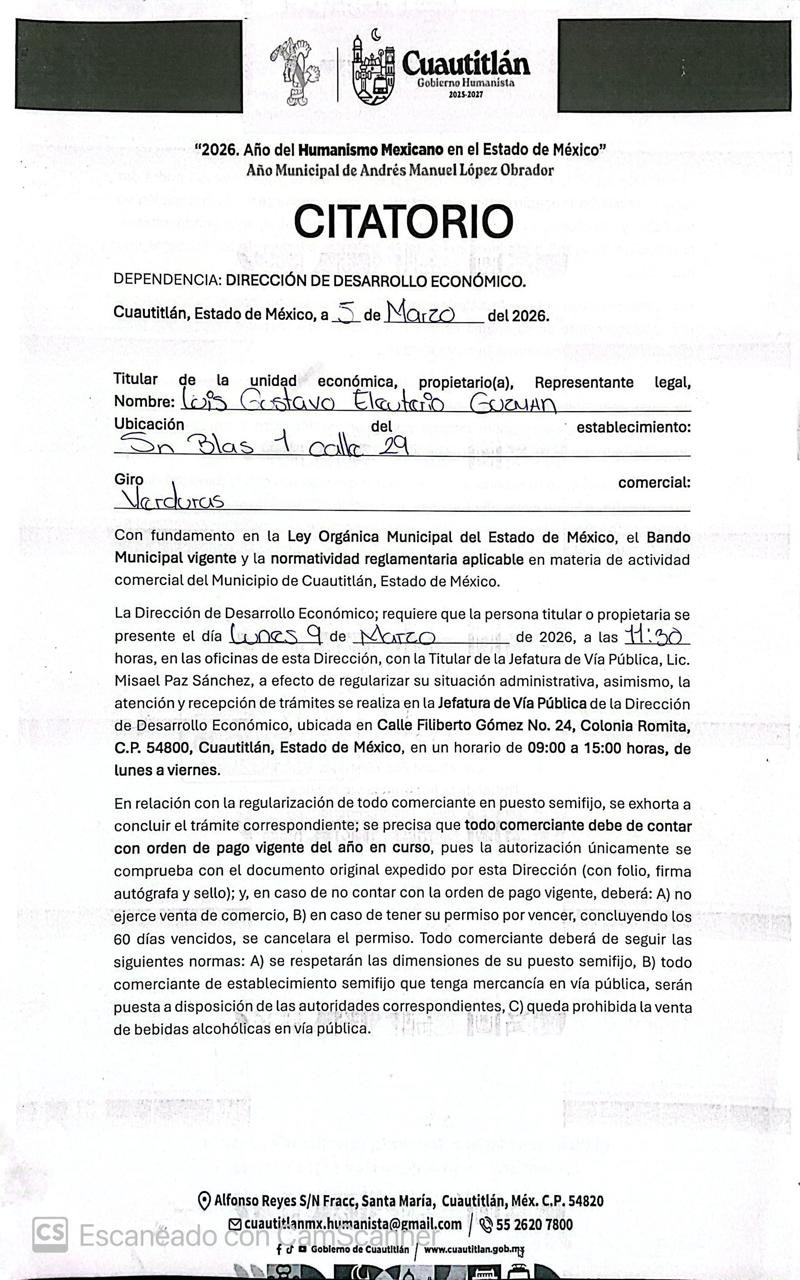 Cuautitlán
Gobierno Humanista
2025-2027
"2026. Año del Humanismo Mexicano en el Estado de México"
Año Municipal de Andrés Manuel López Obrador
CITATORIO
DEPENDENCIA: DIRECCIÓN DE DESARROLLO ECONÓMICO.
Cuautitlán, Estado de México, a 5 de Marzo del 2026.
Titular de la unidad económica, propietario(a), Representante legal,
Nombre: Luis Gustavo Eleuterio Guzman
Ubicación del establecimiento:
Sn Blas 1 calle 29
Giro comercial:
Verduras
Con fundamento en la Ley Orgánica Municipal del Estado de México, el Bando
Municipal vigente y la normatividad reglamentaria aplicable en materia de actividad
comercial del Municipio de Cuautitlán, Estado de México.
La Dirección de Desarrollo Económico; requiere que la persona titular o propietaria se
presente el día Lunes 9 de Marzo de 2026, a las 11:30
horas, en las oficinas de esta Dirección, con la Titular de la Jefatura de Vía Pública, Lic.
Misael Paz Sánchez, a efecto de regularizar su situación administrativa, asimismo, la
atención y recepción de trámites se realiza en la Jefatura de Vía Pública de la Dirección
de Desarrollo Económico, ubicada en Calle Filiberto Gómez No. 24, Colonia Romita,
C.P. 54800, Cuautitlán, Estado de México, en un horario de 09:00 a 15:00 horas, de
lunes a viernes.
En relación con la regularización de todo comerciante en puesto semifijo, se exhorta a
concluir el trámite correspondiente; se precisa que todo comerciante debe de contar
con orden de pago vigente del año en curso, pues la autorización únicamente se
comprueba con el documento original expedido por esta Dirección (con folio, firma
autógrafa y sello); y, en caso de no contar con la orden de pago vigente, deberá: A) no
ejerce venta de comercio, B) en caso de tener su permiso por vencer, concluyendo los
60 días vencidos, se cancelara el permiso. Todo comerciante deberá de seguir las
siguientes normas: A) se respetarán las dimensiones de su puesto semifijo, B) todo
comerciante de establecimiento semifijo que tenga mercancía en vía pública, serán
puesta a disposición de las autoridades correspondientes, C) queda prohibida la venta
de bebidas alcohólicas en vía pública.
Alfonso Reyes S/N Fracc, Santa María, Cuautitlán, Méx. C.P. 54820
cuautitlanmx.humanista@gmail.com / 55 2620 7800
CS Escaneado con CamScanner
Gobierno de Cuautitlán / www.cuautitlan.gob.mx